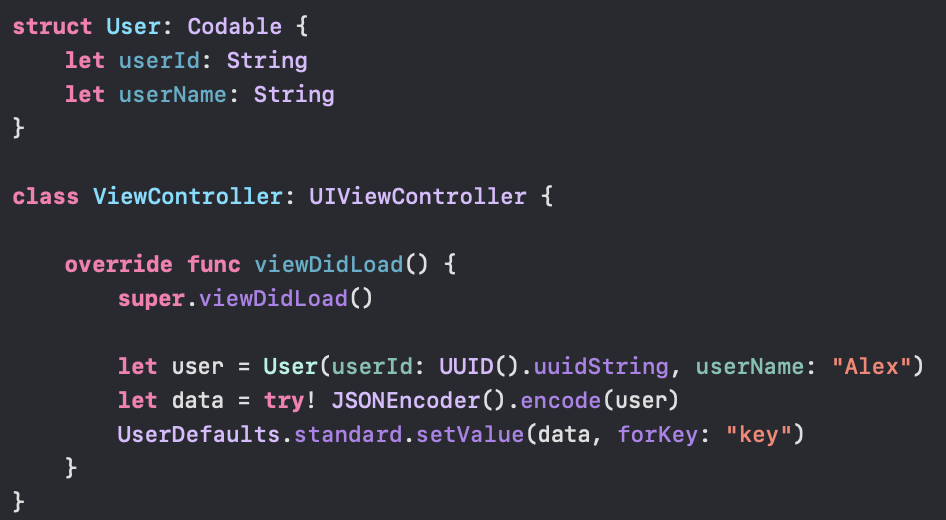 struct User: Codable {
    let userId: String
    let userName: String
}

class ViewController: UIViewController {

    override func viewDidLoad() {
        super.viewDidLoad()

        let user = User(userId: UUID().uuidString, userName: "Alex")
        let data = try! JSONEncoder().encode(user)
        UserDefaults.standard.setValue(data, forKey: "key")
    }
}